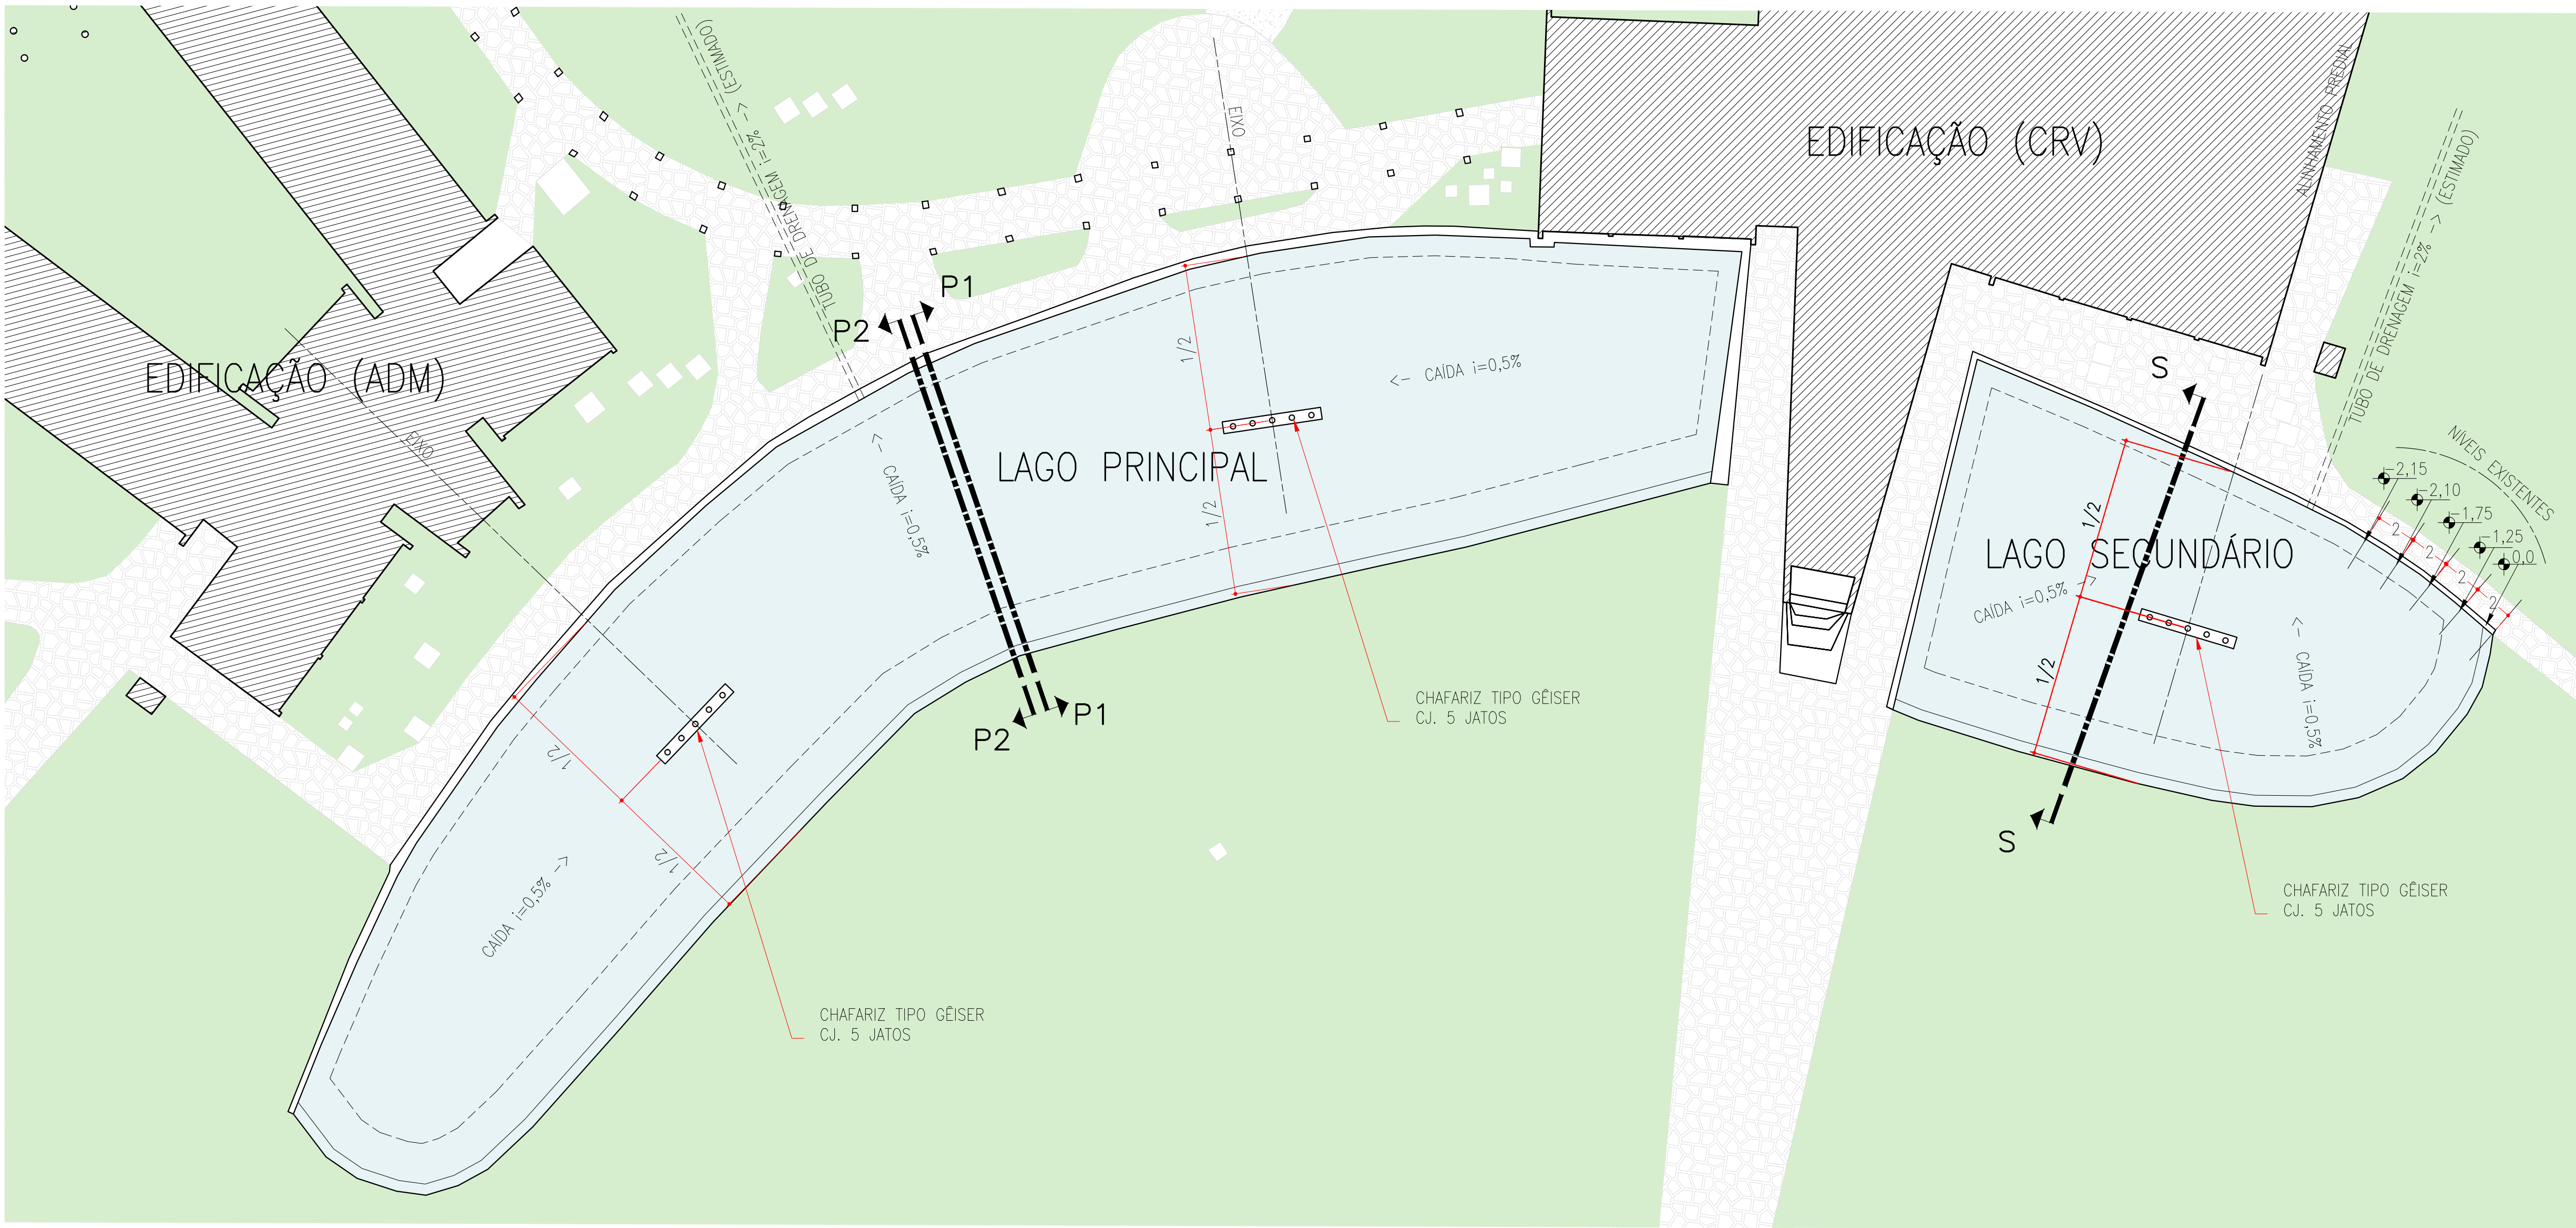 TUBO DE DRENAGEM i=2% -> (ESTIMADO)
EIXO
EDIFICAÇÃO (CRV)
ALINHAMENTO PREDIAL
TUBO DE DRENAGEM i=2% -> (ESTIMADO)
P1
P2
EDIFICAÇÃO (ADM)
EIXO
1/2
<- CAÍDA i=0,5%
<- CAÍDA i=0,5%
LAGO PRINCIPAL
1/2
S
NÍVEIS EXISTENTES
-2,15
-2,10
-1,75
-1,25
0,0
2
2
2
2
2
1/2
LAGO SEGUNDÁRIO
CAÍDA i=0,5% ->
1/2
<- CAÍDA i=0,5%
P1
P2
CHAFARIZ TIPO GÊISER
CJ. 5 JATOS
1/2
1/2
S
CAÍDA i=0,5% ->
CHAFARIZ TIPO GÊISER
CJ. 5 JATOS
CHAFARIZ TIPO GÊISER
CJ. 5 JATOS